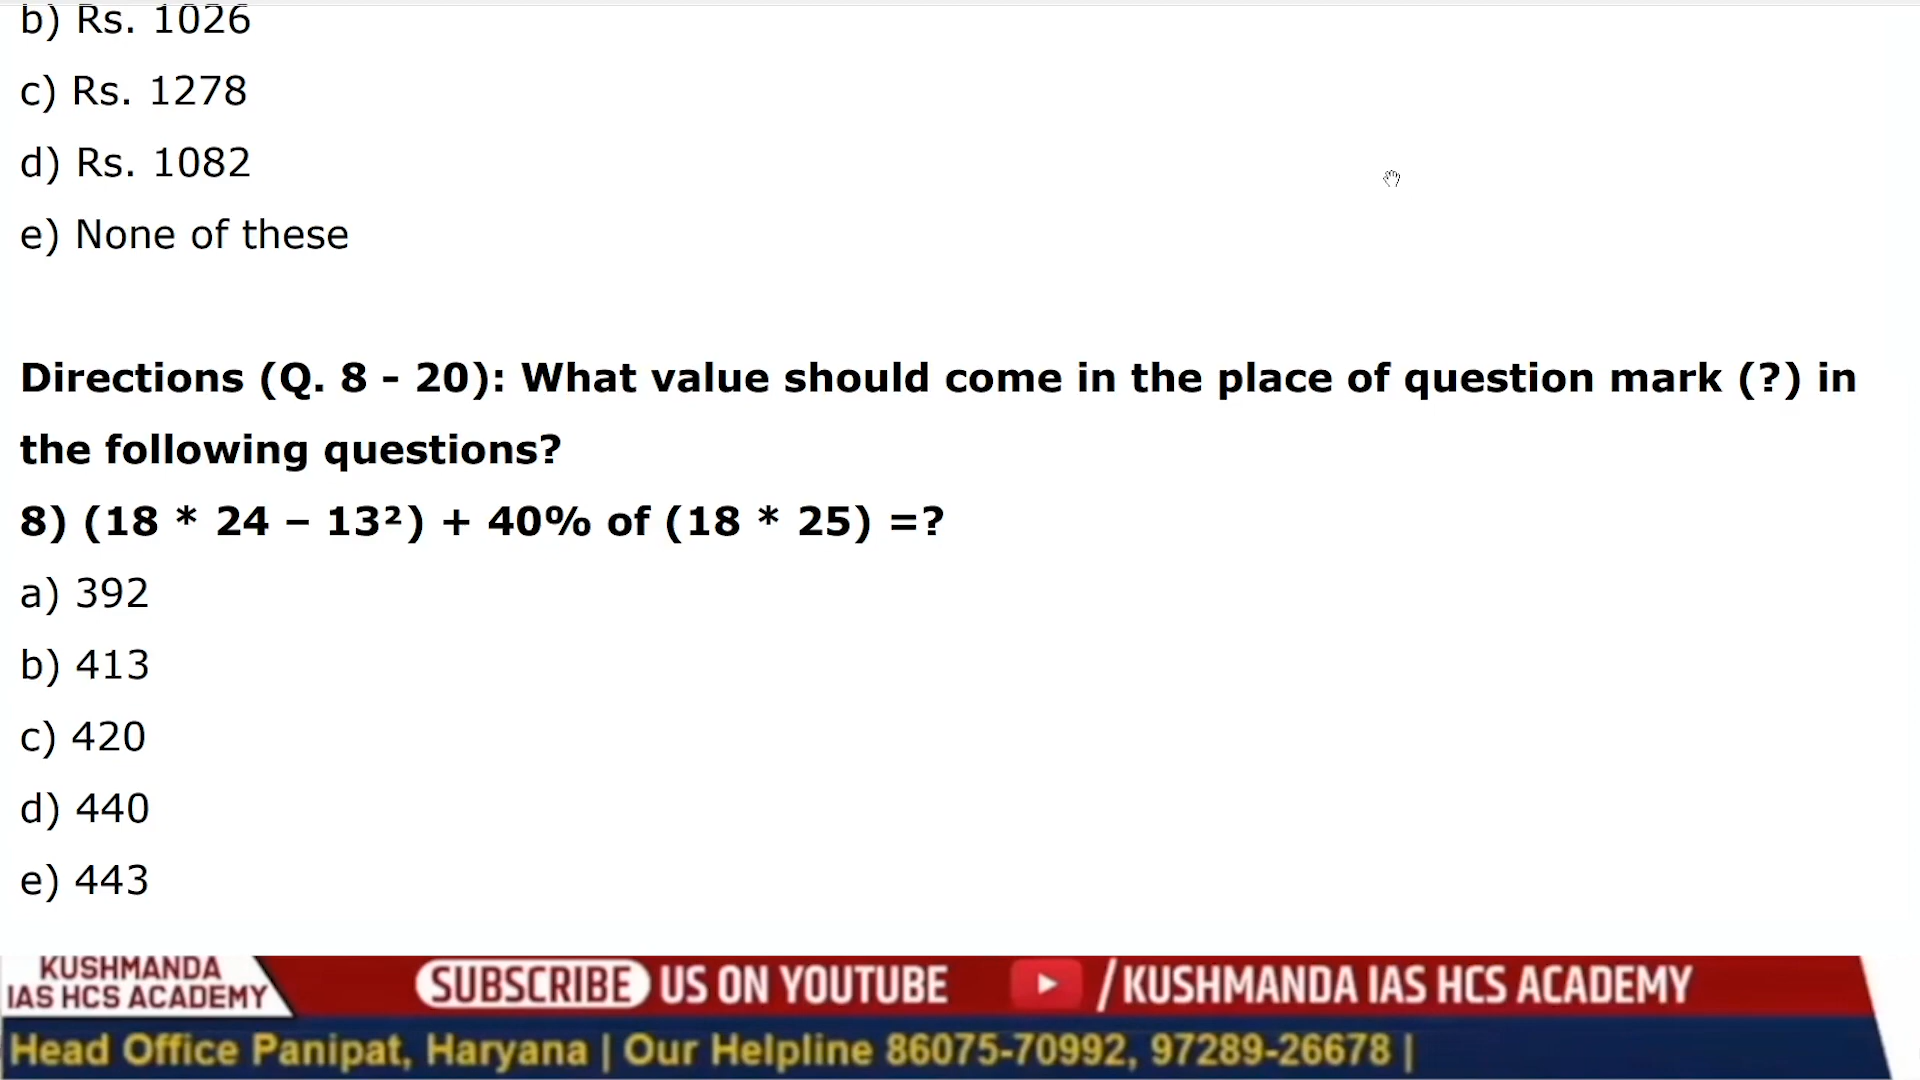 b) Rs. 1026
c) Rs. 1278
d) Rs. 1082
e) None of these
Directions (Q. 8 - 20): What value should come in the place of question mark (?) in
the following questions?
8) (18 * 24 – 13²) + 40% of (18 * 25) =?
a) 392
b) 413
c) 420
d) 440
e) 443
KUSHMANDA
IAS HCS ACADEMY
SUBSCRIBE US ON YOUTUBE /KUSHMANDA IAS HCS ACADEMY
Head Office Panipat, Haryana | Our Helpline 86075-70992, 97289-26678 |